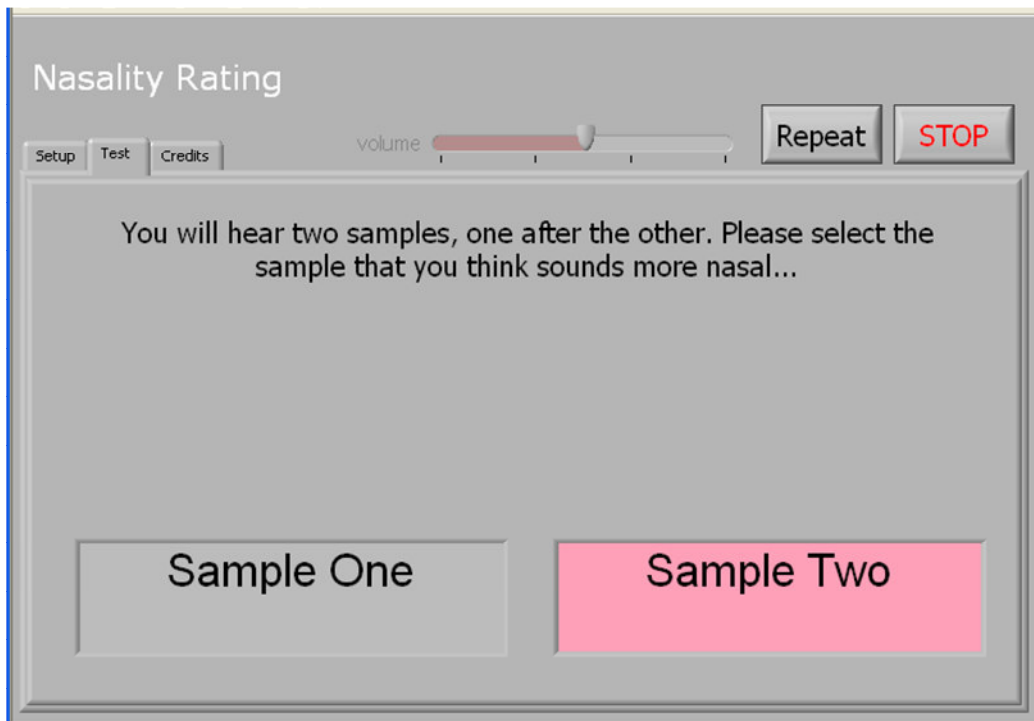 Nasality Rating
volume
Repeat
STOP
Setup
Test
Credits
You will hear two samples, one after the other. Please select the
sample that you think sounds more nasal...
Sample One
Sample Two